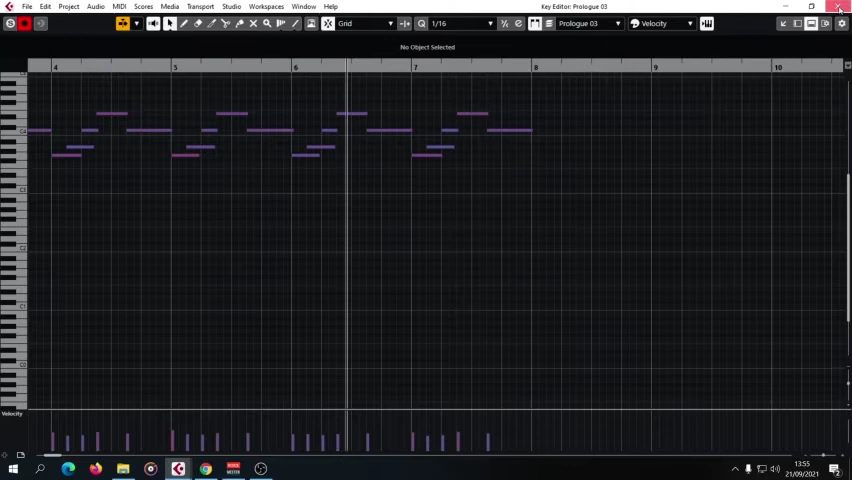 File Edit Project Audio MIDI Scores Media Transport Studio Workspaces Window Help
Key Editor: Prologue 03
S
Grid
Q
1/16
Prologue 03
Velocity
No Object Selected
4 5 6 7 8 9 10
C4
C3
C2
C1
C0
Velocity
13:55
21/09/2021
2